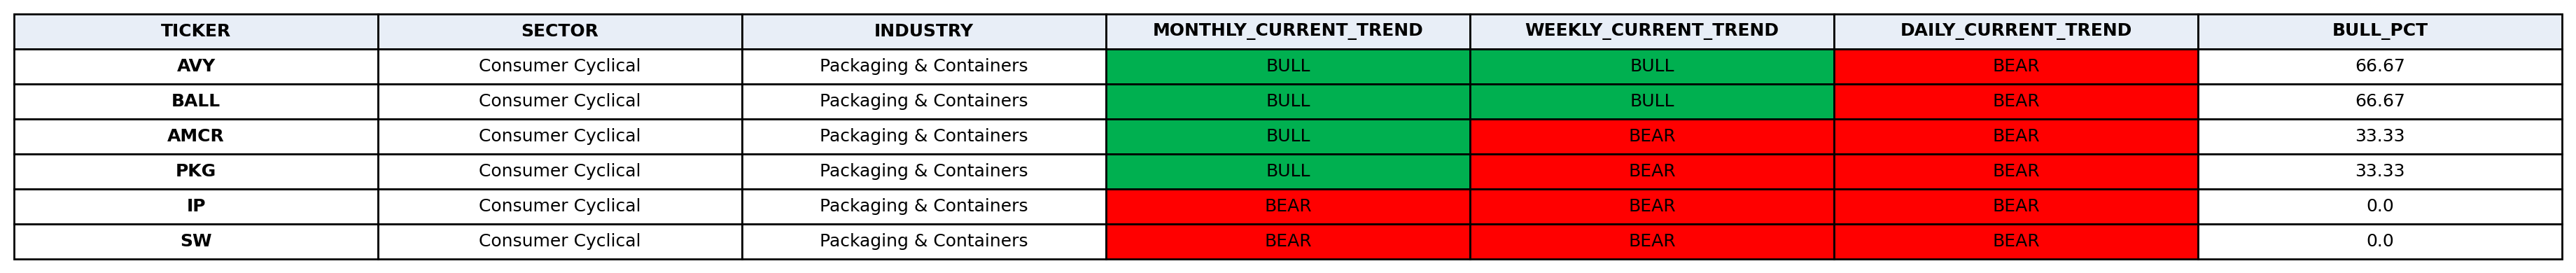 TICKER SECTOR INDUSTRY MONTHLY_CURRENT_TREND WEEKLY_CURRENT_TREND DAILY_CURRENT_TREND BULL_PCT
AVY Consumer Cyclical Packaging & Containers BULL BULL BEAR 66.67
BALL Consumer Cyclical Packaging & Containers BULL BULL BEAR 66.67
AMCR Consumer Cyclical Packaging & Containers BULL BEAR BEAR 33.33
PKG Consumer Cyclical Packaging & Containers BULL BEAR BEAR 33.33
IP Consumer Cyclical Packaging & Containers BEAR BEAR BEAR 0.0
SW Consumer Cyclical Packaging & Containers BEAR BEAR BEAR 0.0